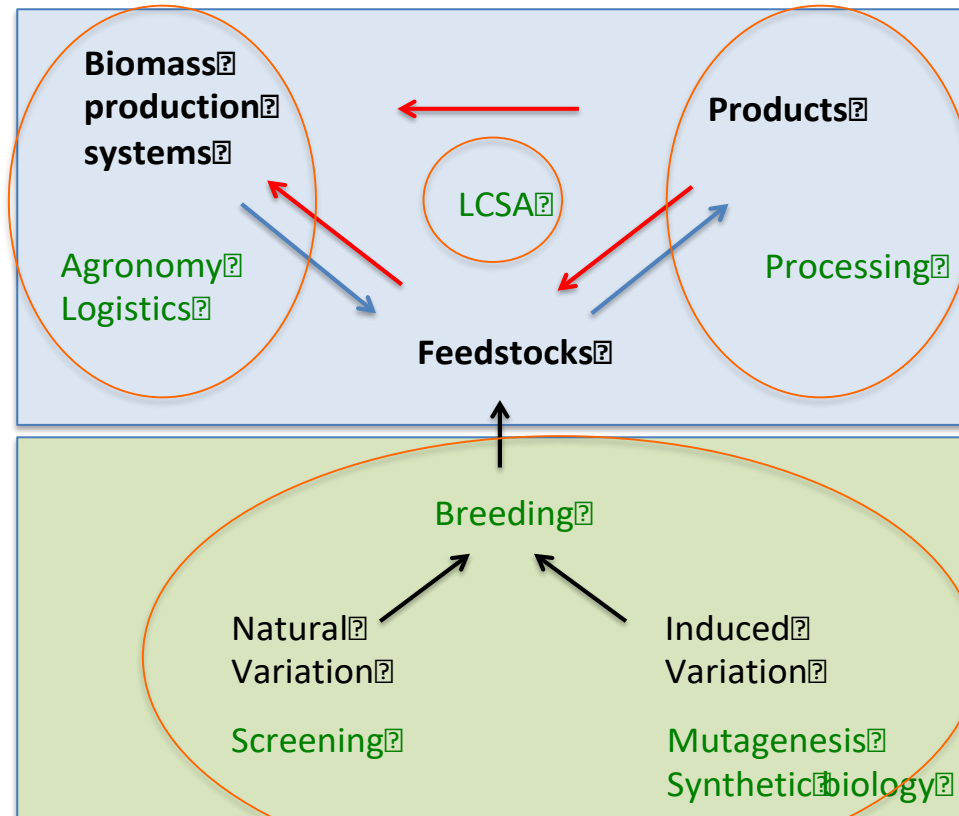 Biomass
production
systems
Products
LCSA
Agronomy
Logistics
Processing
Feedstocks
Breeding
Natural
Variation
Induced
Variation
Screening
Mutagenesis
Synthetic biology